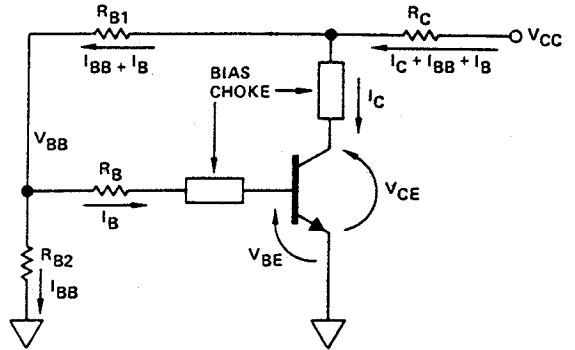 R_B1
R_C
V_CC
I_BB + I_B
I_C + I_BB + I_B
BIAS
CHOKE
I_C
V_BB
R_B
I_B
V_CE
V_BE
R_B2
I_BB